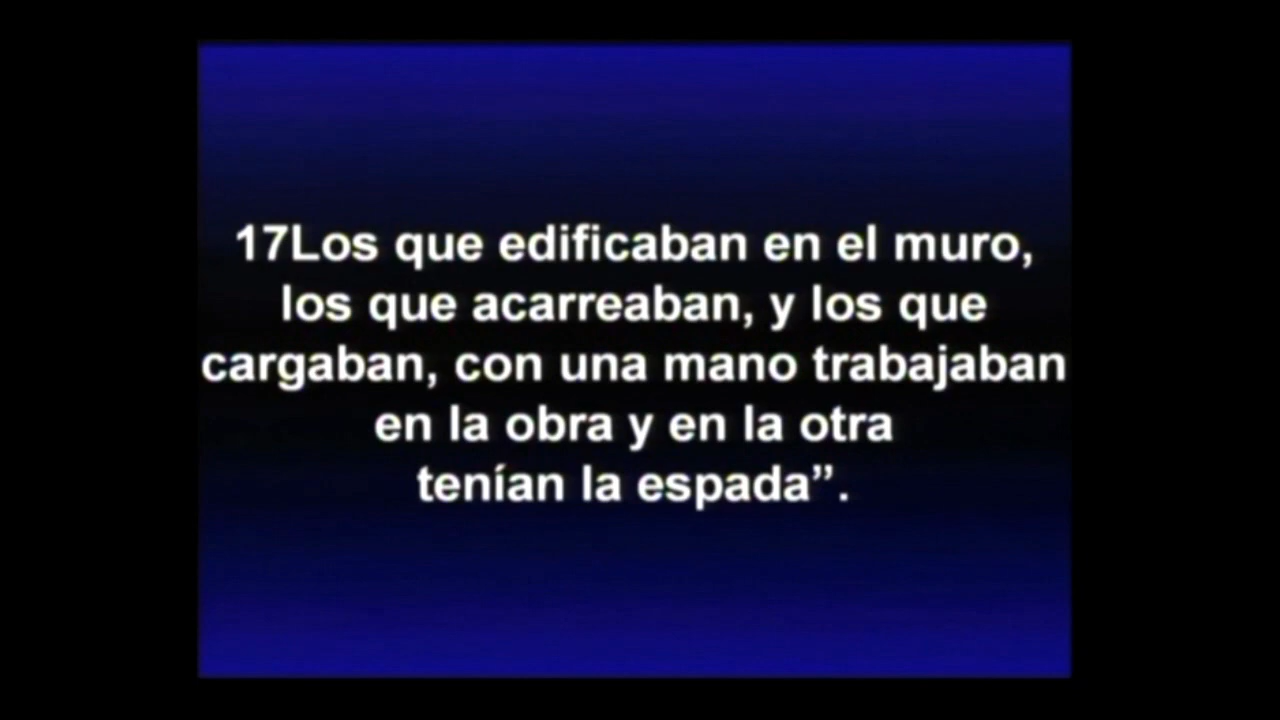 17Los que edificaban en el muro,
los que acarreaban, y los que
cargaban, con una mano trabajaban
en la obra y en la otra
tenían la espada”.